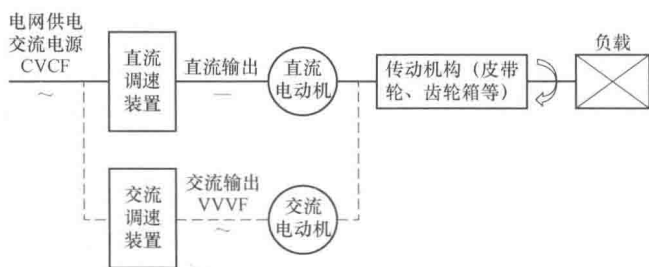 电网供电
交流电源
CVCF
~
直流
调速
装置
直流输出
—
直流
电动机
传动机构（皮带
轮、齿轮箱等）
负载
交流
调速
装置
交流输出
VVVF
~
交流
电动机